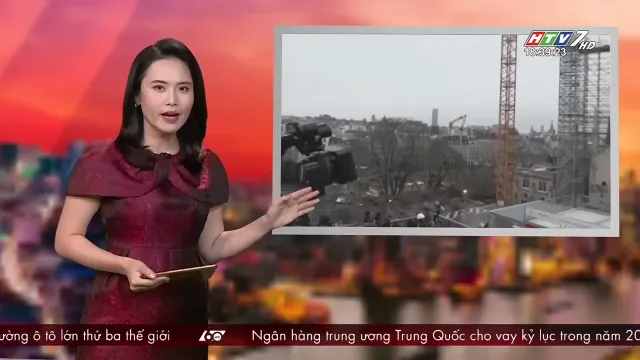 HTV7 HD
18:39:23
ường ô tô lớn thứ ba thế giới 60 Ngân hàng trung ương Trung Quốc cho vay kỷ lục trong năm 20